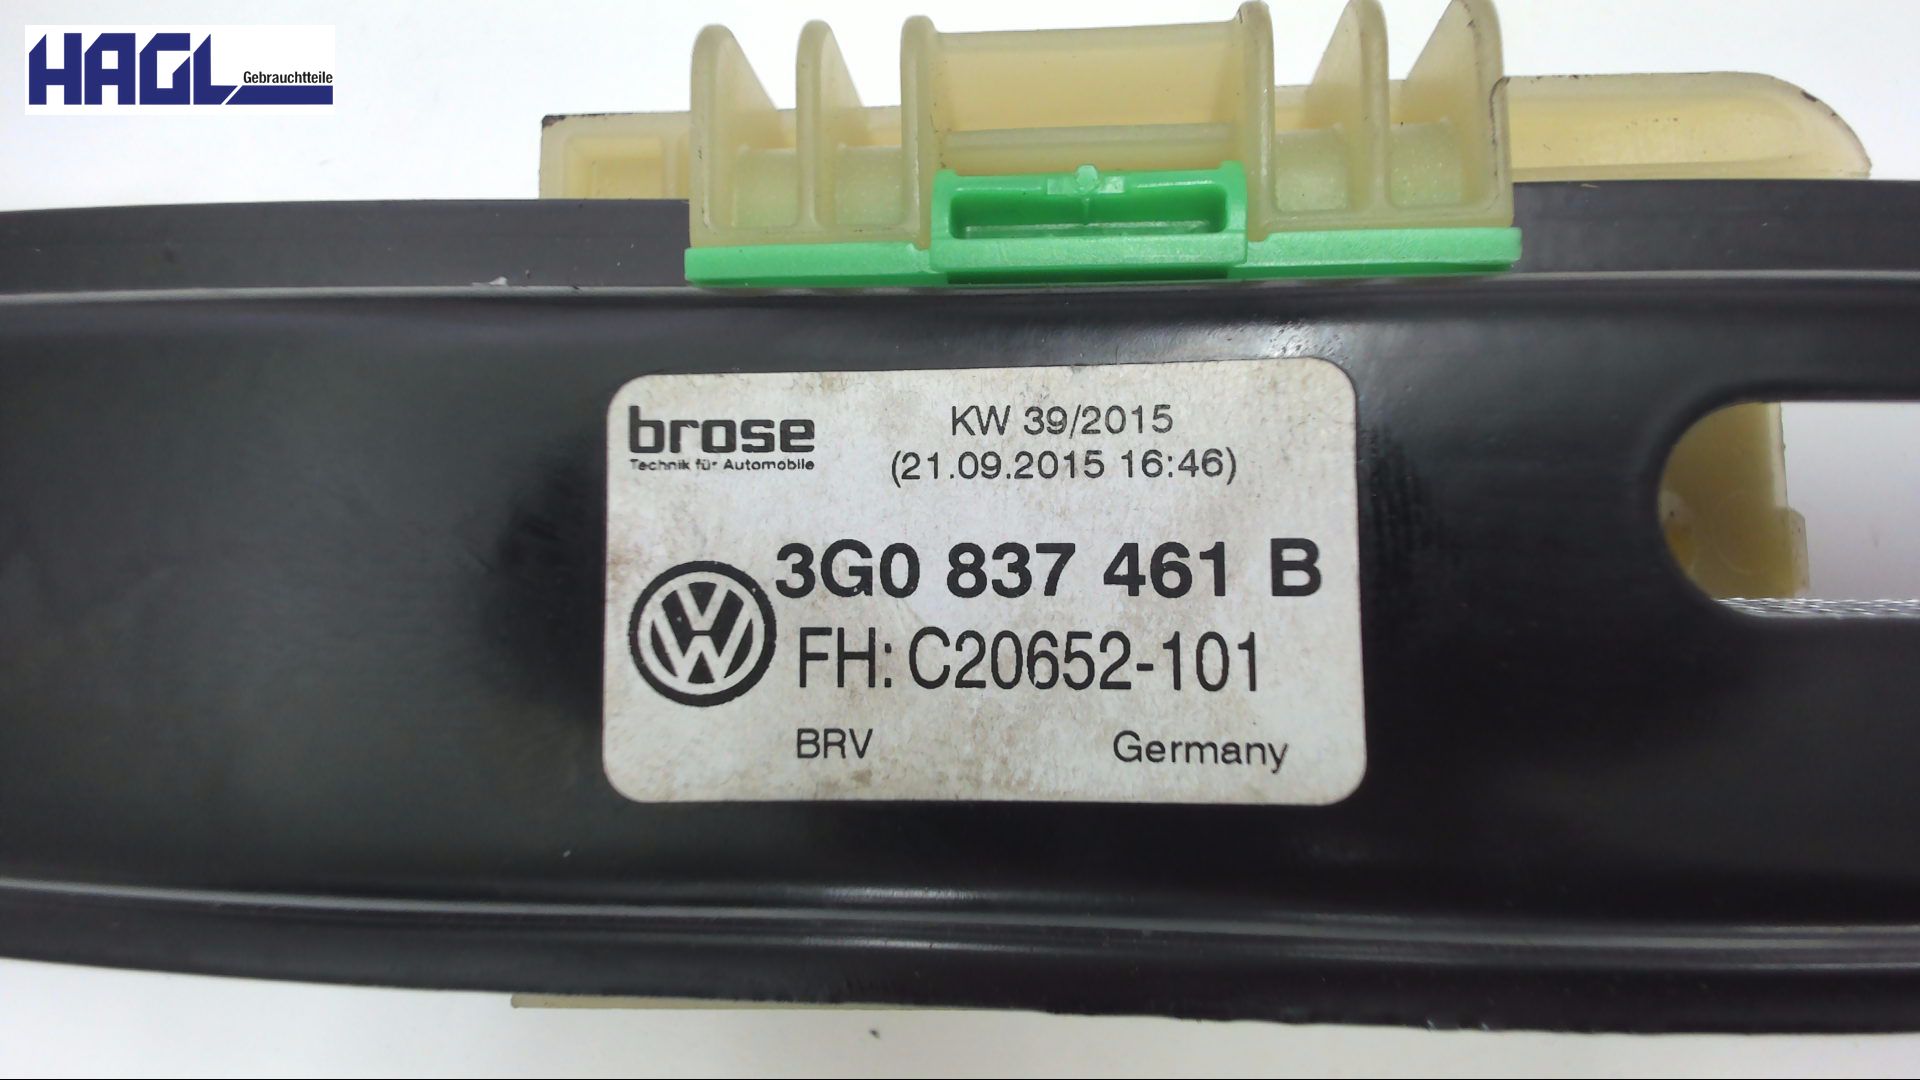 HAGL
Gebrauchtteile
brose
Technik für Automobile
KW 39/2015
(21.09.2015 16:46)
3G0 837 461 B
FH: C20652-101
BRV
Germany